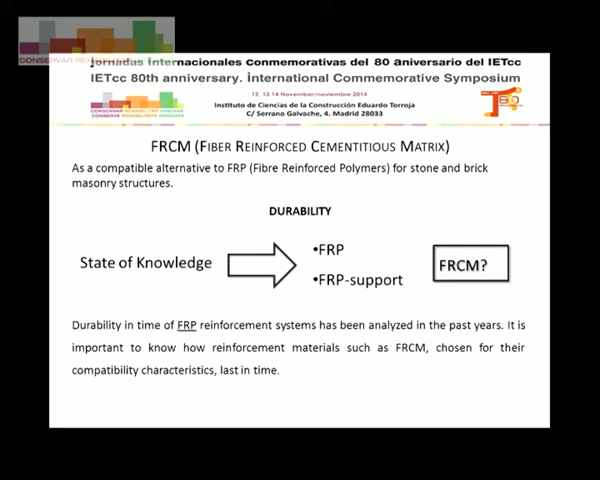 Jornadas Internacionales Conmemorativas del 80 Aniversario del IETcc
IETcc 80th anniversary. International Commemorative Symposium
12, 13,14 November/noviembre 2014
Instituto de Ciencias de la Construcción Eduardo Torroja
C/ Serrano Galvache, 4. Madrid 28033
FRCM (FIBER REINFORCED CEMENTITIOUS MATRIX)
As a compatible alternative to FRP (Fibre Reinforced Polymers) for stone and brick
masonry structures.
DURABILITY
State of Knowledge
•FRP
•FRP-support
FRCM?
Durability in time of FRP reinforcement systems has been analyzed in the past years. It is
important to know how reinforcement materials such as FRCM, chosen for their
compatibility characteristics, last in time.